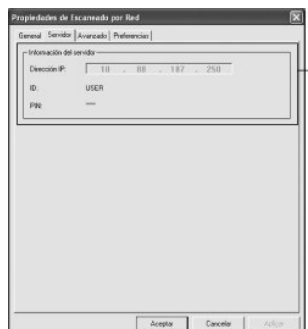 Propiedades de Escaneado por Red
General Servidor Avanzado Preferencias
Información del servidor
Dirección IP: 10 . 88 . 187 . 250
ID: USER
PIN: ****
Aceptar Cancelar Aplicar